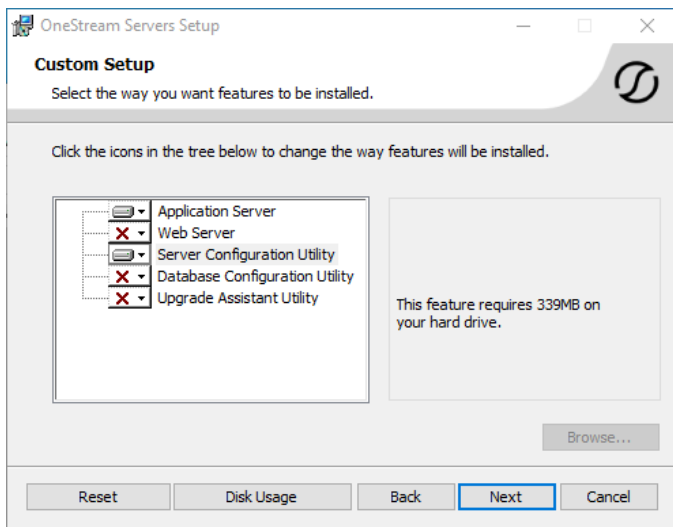 OneStream Servers Setup
Custom Setup
Select the way you want features to be installed.
Click the icons in the tree below to change the way features will be installed.
Application Server
Web Server
Server Configuration Utility
Database Configuration Utility
Upgrade Assistant Utility
This feature requires 339MB on
your hard drive.
Browse...
Reset
Disk Usage
Back
Next
Cancel